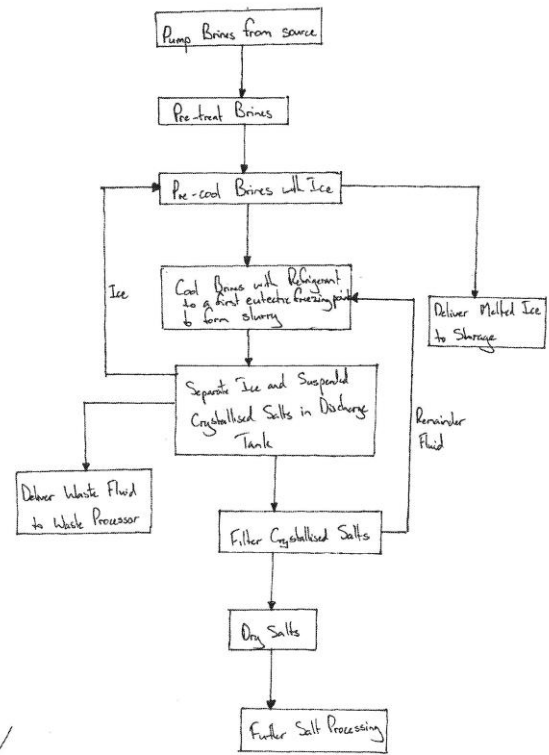 Pump Brines from source
Pre-treat Brines
Pre-cool Brines with Ice
Ice
Cool Brines with Refrigerant
to a first eutectic freezing point
to form slurry
Deliver Melted Ice
to Storage
Separate Ice and Suspended
Crystallised Salts in Discharge
Tank
Remainder
Fluid
Deliver Waste Fluid
to Waste Processor
Filter Crystallised Salts
Dry Salts
Further Salt Processing